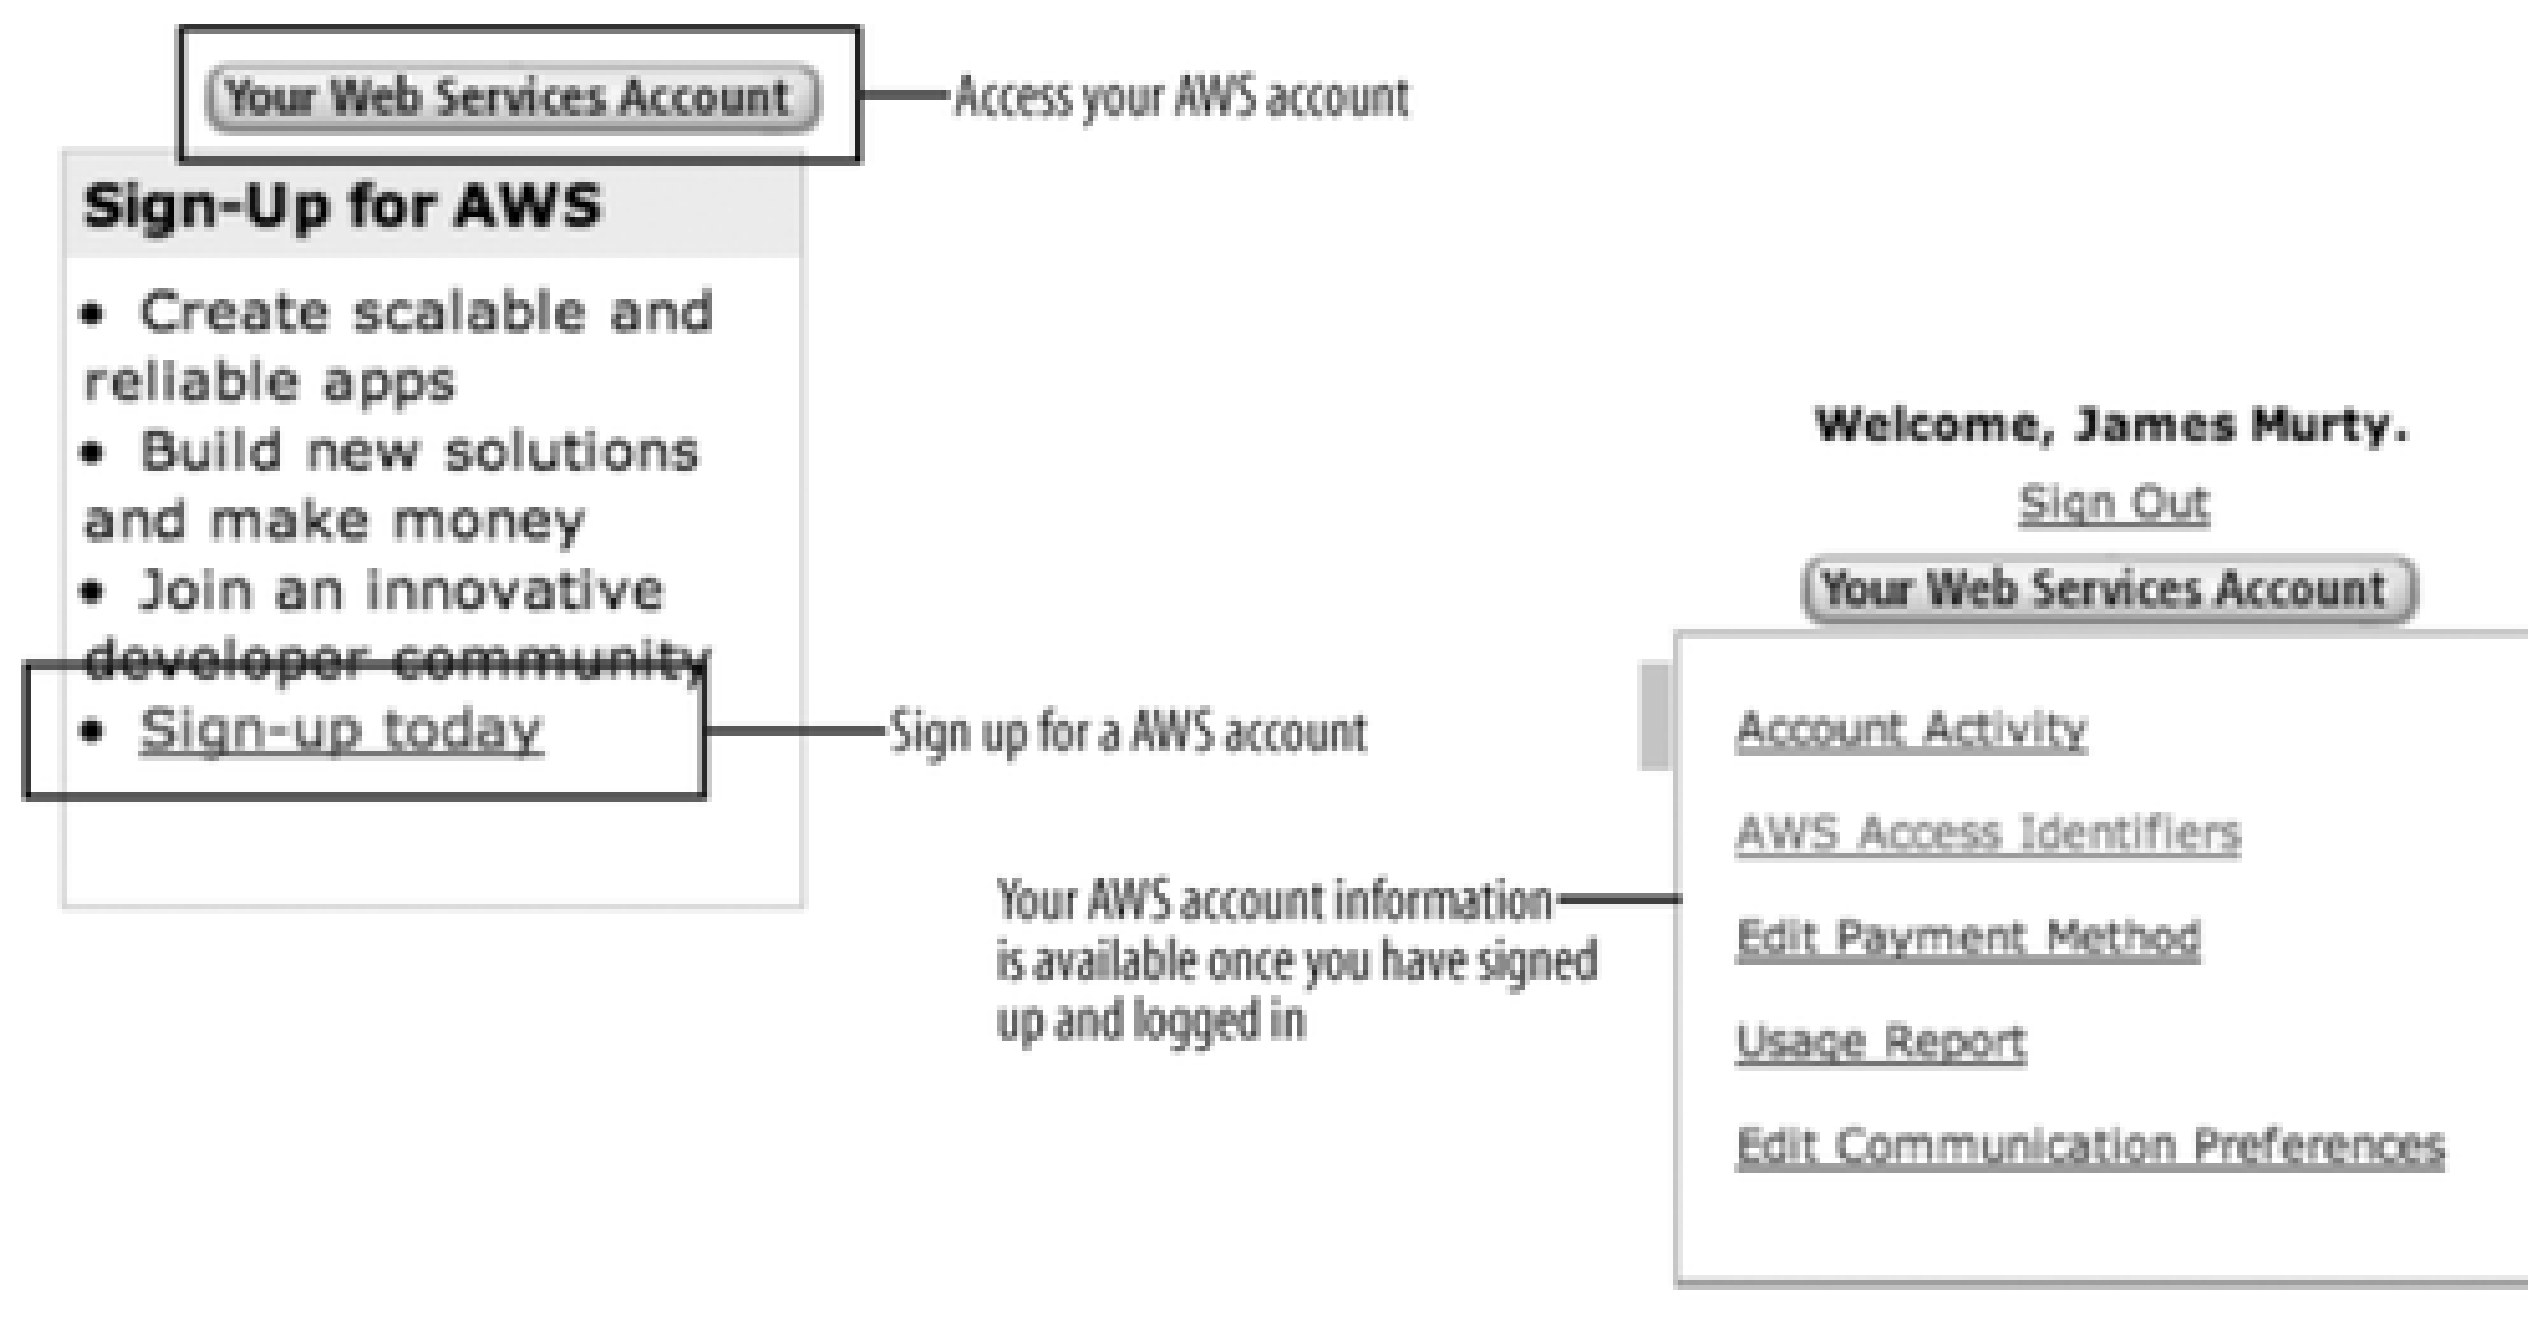 Your Web Services Account
Access your AWS account
Sign-Up for AWS
• Create scalable and
reliable apps
• Build new solutions
and make money
• Join an innovative
developer community
• Sign-up today
Sign up for a AWS account
Your AWS account information
is available once you have signed
up and logged in
Welcome, James Murty.
Sign Out
Your Web Services Account
Account Activity
AWS Access Identifiers
Edit Payment Method
Usage Report
Edit Communication Preferences